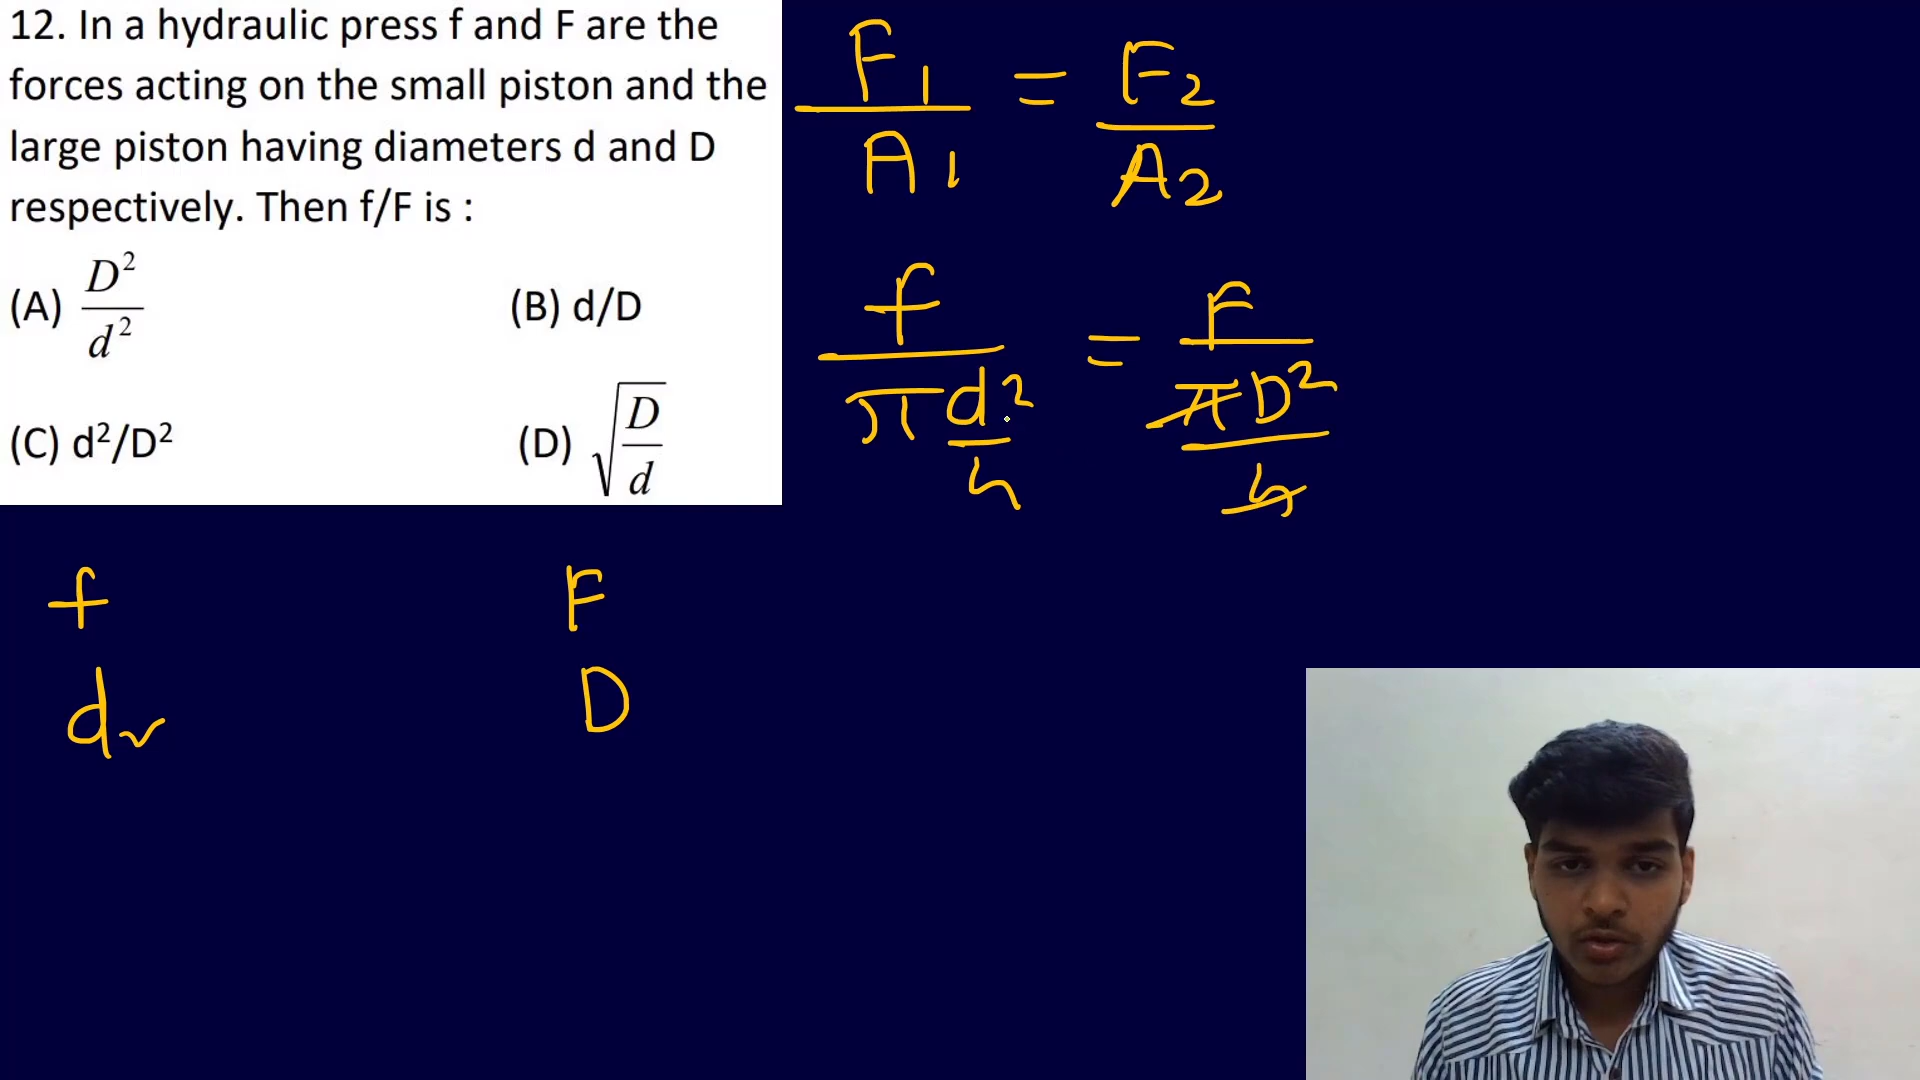 12. In a hydraulic press f and F are the
forces acting on the small piston and the
large piston having diameters d and D
respectively. Then f/F is :
(A) D²/d² (B) d/D
(C) d²/D² (D) √(D/d)
F₁/A₁ = F₂/A₂
f/(πd²/4) = F/(πD²/4)
f F
d D